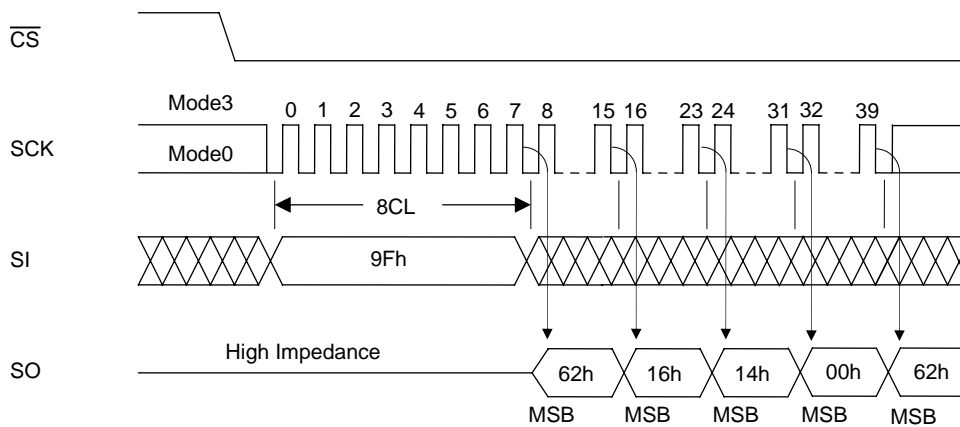 CS
Mode3
0 1 2 3 4 5 6 7 8 15 16 23 24 31 32 39
SCK
Mode0
8CL
SI
9Fh
High Impedance
SO
62h 16h 14h 00h 62h
MSB MSB MSB MSB MSB